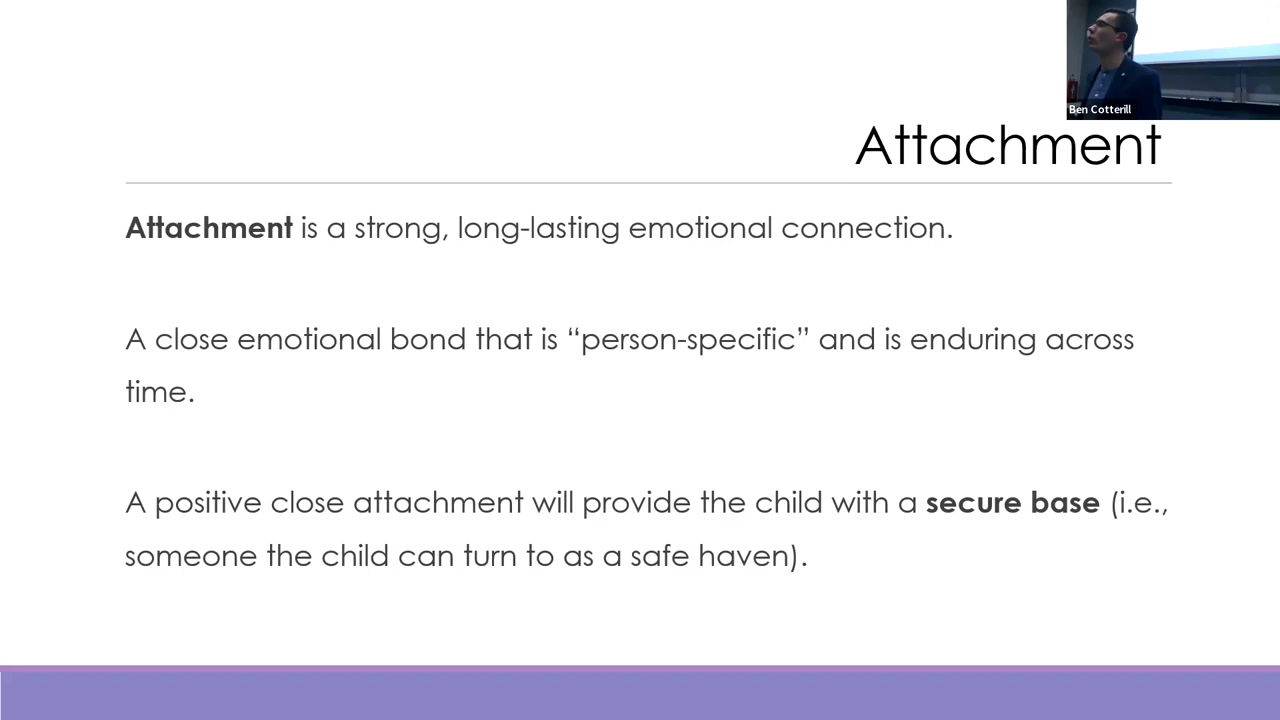 Ben Cotterill
Attachment
Attachment is a strong, long-lasting emotional connection.
A close emotional bond that is “person-specific” and is enduring across
time.
A positive close attachment will provide the child with a secure base (i.e.,
someone the child can turn to as a safe haven).